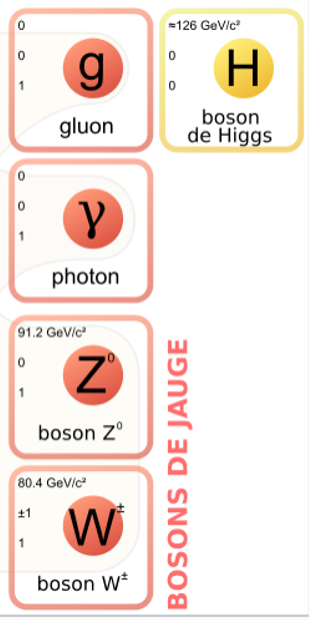 0
0
1
g
gluon
≈126 GeV/c²
0
0
H
boson
de Higgs
0
0
1
γ
photon
91.2 GeV/c²
0
1
Z⁰
boson Z⁰
80.4 GeV/c²
±1
1
W±
boson W±
BOSONS DE JAUGE